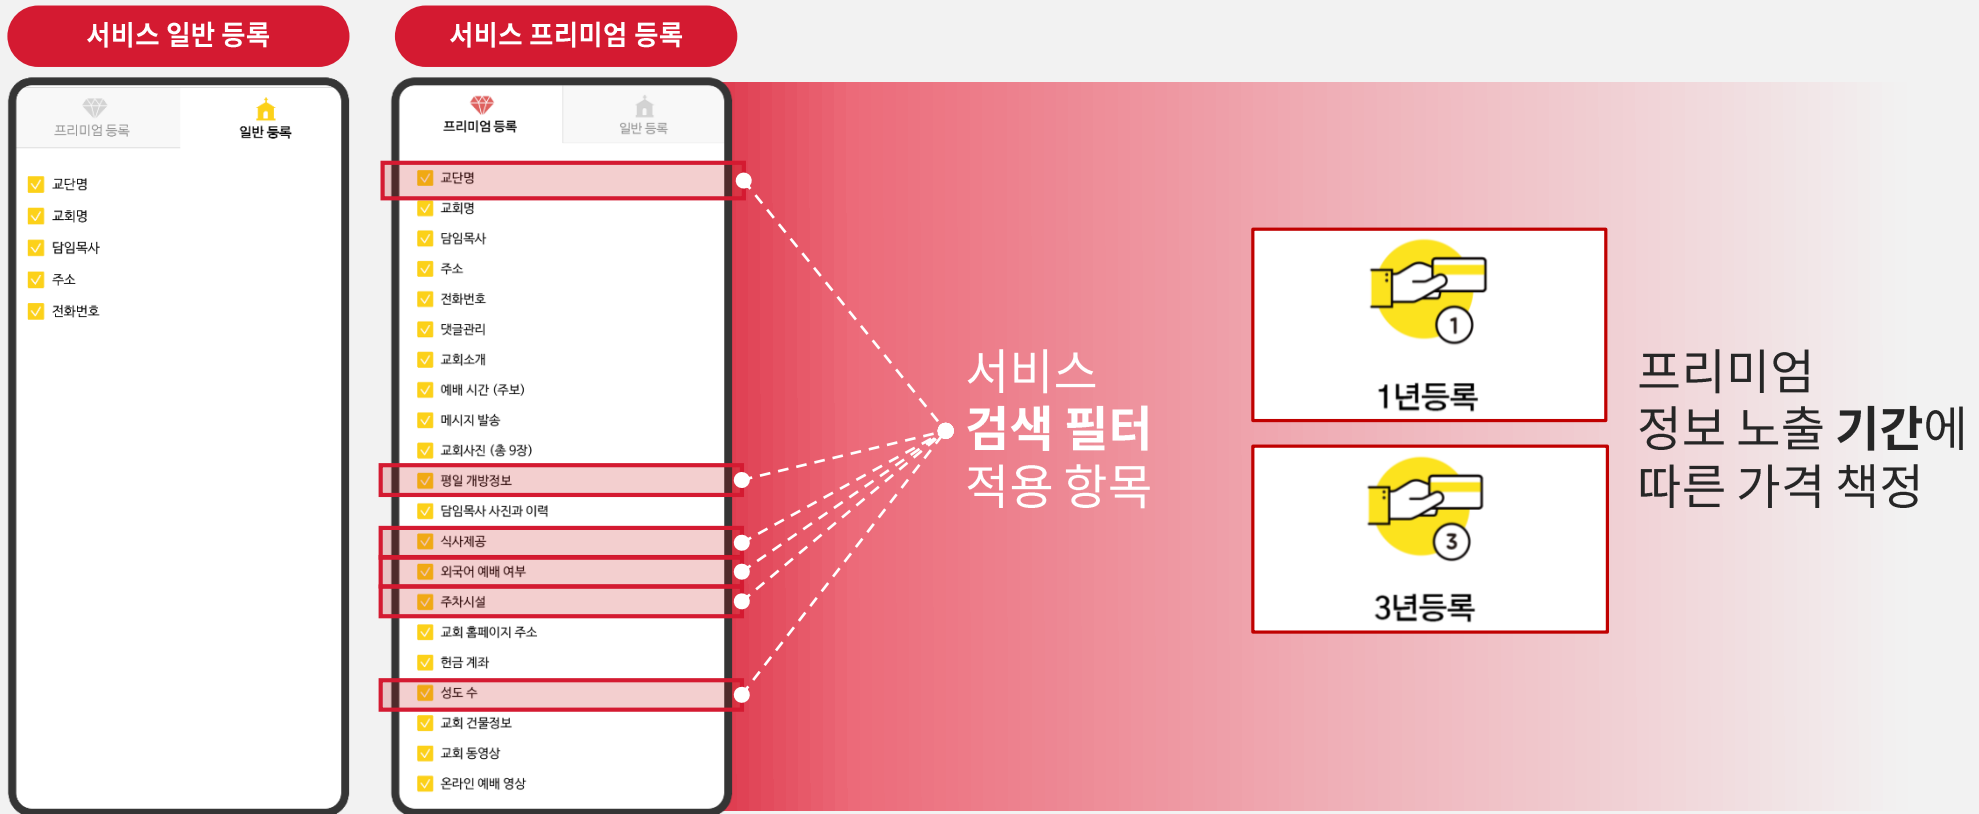 서비스 일반 등록
프리미엄 등록
일반 등록
교단명
교회명
담임목사
주소
전화번호
서비스 프리미엄 등록
프리미엄 등록
일반 등록
교단명
교회명
담임목사
주소
전화번호
댓글관리
교회소개
예배 시간 (주보)
메시지 발송
교회사진 (총 9장)
평일 개방정보
담임목사 사진과 이력
식사제공
외국어 예배 여부
주차시설
교회 홈페이지 주소
헌금 계좌
성도 수
교회 건물정보
교회 동영상
온라인 예배 영상
서비스
검색 필터
적용 항목
1
1년등록
3
3년등록
프리미엄
정보 노출 기간에
따른 가격 책정